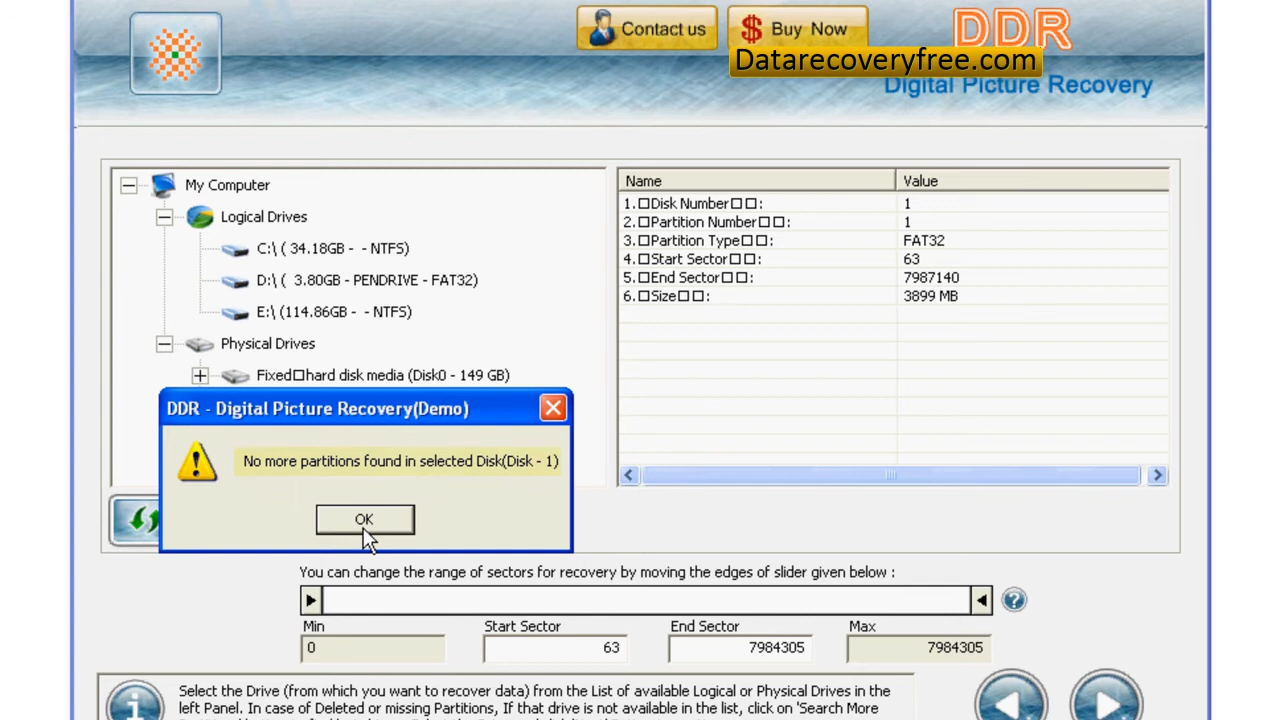 Contact us
Buy Now
DDR
Datarecoveryfree.com
Digital Picture Recovery
My Computer
Logical Drives
C:\ ( 34.18GB - - NTFS)
D:\ ( 3.80GB - PENDRIVE - FAT32)
E:\ (114.86GB - - NTFS)
Physical Drives
Fixed□hard disk media (Disk0 - 149 GB)
Name Value
1.□Disk Number□□: 1
2.□Partition Number□□: 1
3.□Partition Type□□: FAT32
4.□Start Sector□□: 63
5.□End Sector□□: 7987140
6.□Size□□: 3899 MB
DDR - Digital Picture Recovery(Demo)
No more partitions found in selected Disk(Disk - 1)
OK
You can change the range of sectors for recovery by moving the edges of slider given below :
Min Start Sector End Sector Max
0 63 7984305 7984305
Select the Drive (from which you want to recover data) from the List of available Logical or Physical Drives in the
left Panel. In case of Deleted or missing Partitions, If that drive is not available in the list, click on 'Search More